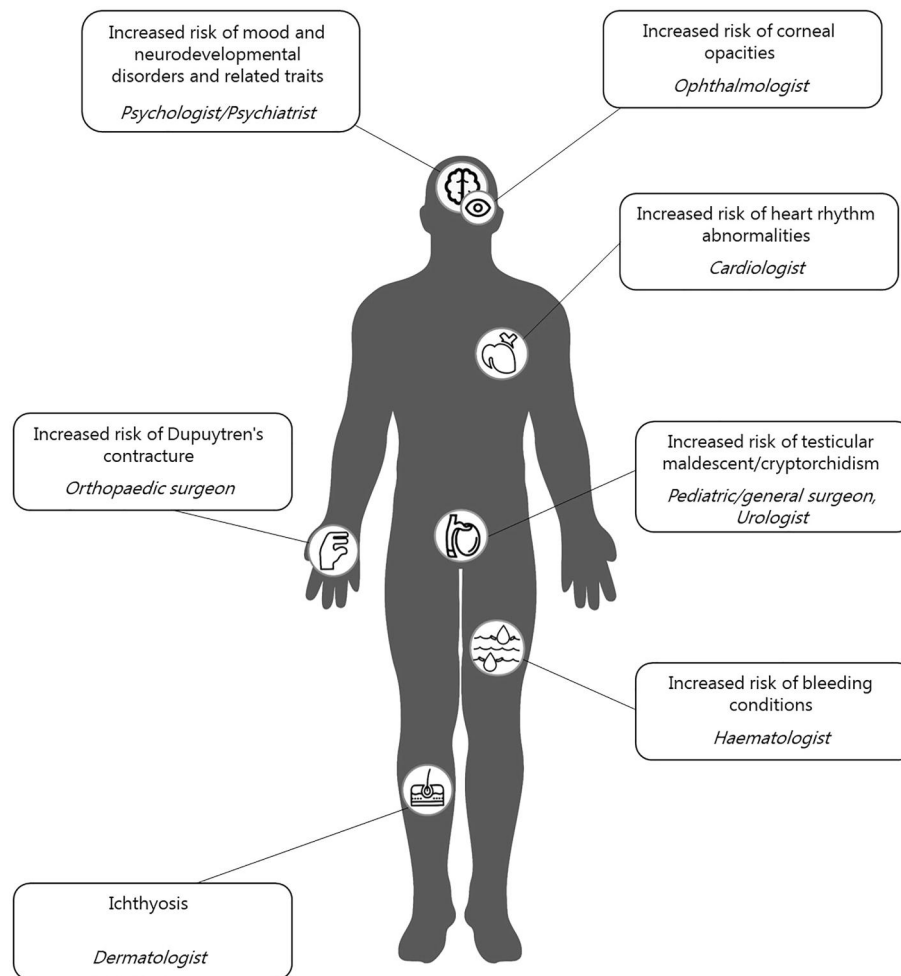 Increased risk of mood and
neurodevelopmental
disorders and related traits
Psychologist/Psychiatrist
Increased risk of corneal
opacities
Ophthalmologist
Increased risk of heart rhythm
abnormalities
Cardiologist
Increased risk of Dupuytren's
contracture
Orthopaedic surgeon
Increased risk of testicular
maldescent/cryptorchidism
Pediatric/general surgeon,
Urologist
Increased risk of bleeding
conditions
Haematologist
Ichthyosis
Dermatologist